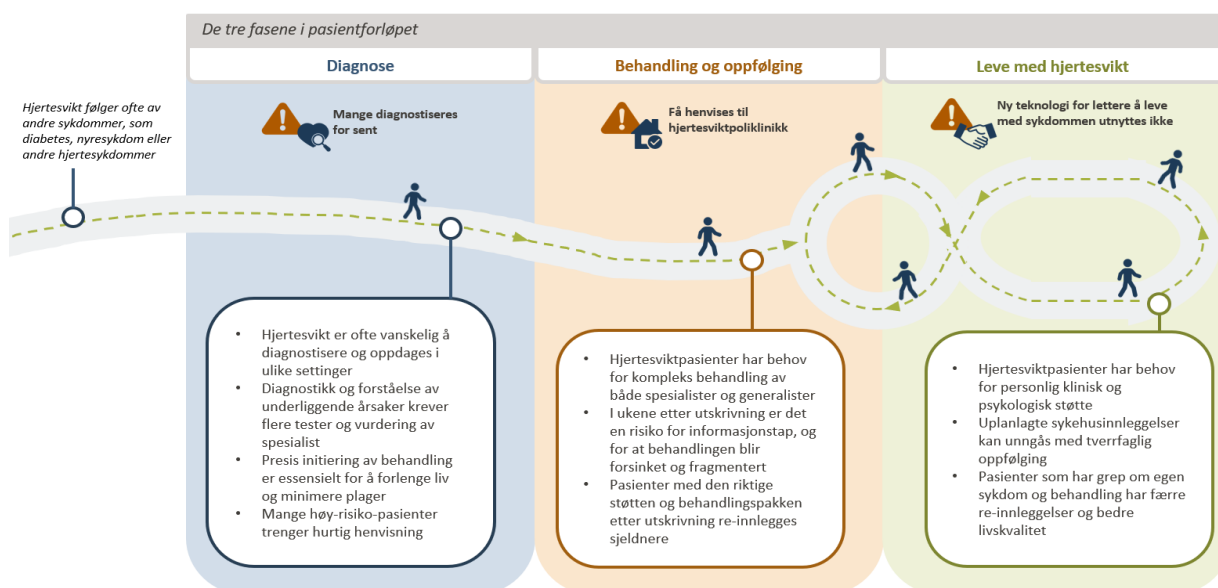 De tre fasene i pasientforløpet
Diagnose
Behandling og oppfølging
Leve med hjertesvikt
Hjertesvikt følger ofte av
andre sykdommer, som
diabetes, nyresykdom eller
andre hjertesykdommer
Mange diagnostiseres
for sent
Få henvises til
hjertesviktpoliklinikk
Ny teknologi for lettere å leve
med sykdommen utnyttes ikke
• Hjertesvikt er ofte vanskelig å
diagnostisere og oppdages i
ulike settinger
• Diagnostikk og forståelse av
underliggende årsaker krever
flere tester og vurdering av
spesialist
• Presis initiering av behandling
er essensielt for å forlenge liv
og minimere plager
• Mange høy-risiko-pasienter
trenger hurtig henvisning
• Hjertesviktpasienter har behov
for kompleks behandling av
både spesialister og generalister
• I ukene etter utskrivning er det
en risiko for informasjonstap, og
for at behandlingen blir
forsinket og fragmentert
• Pasienter med den riktige
støtten og behandlingspakken
etter utskrivning re-innlegges
sjeldnere
• Hjertesviktpasienter har behov
for personlig klinisk og
psykologisk støtte
• Uplanlagte sykehusinnleggelser
kan unngås med tverrfaglig
oppfølging
• Pasienter som har grep om egen
sykdom og behandling har færre
re-innleggelser og bedre
livskvalitet